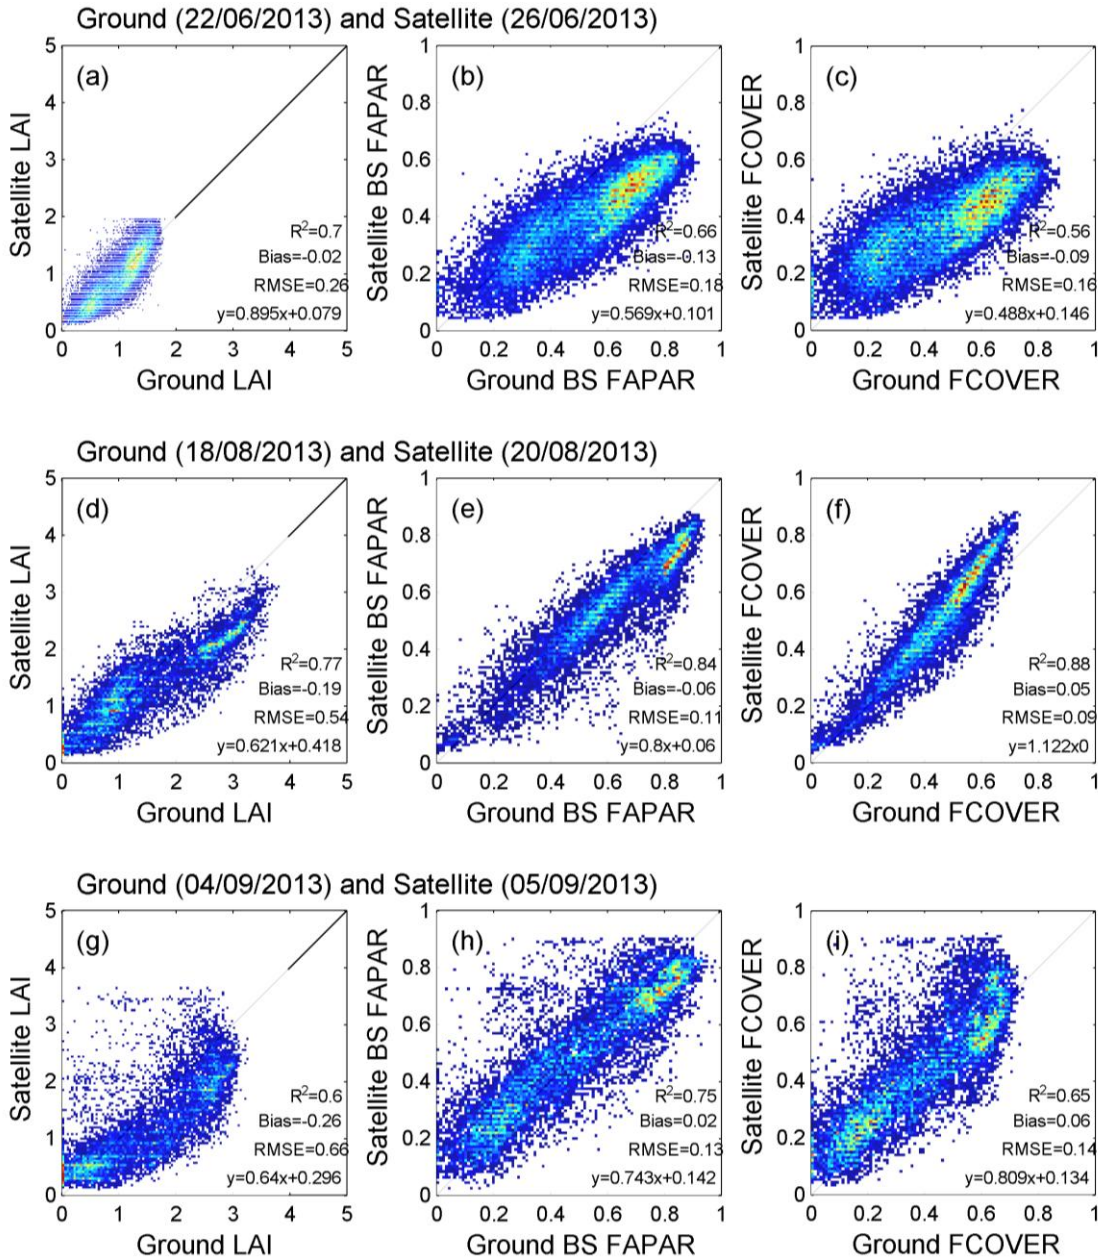 Ground (22/06/2013) and Satellite (26/06/2013)
(a)
Satellite LAI
5
4
3
2
1
0
R²=0.7
Bias=-0.02
RMSE=0.26
y=0.895x+0.079
0 1 2 3 4 5
Ground LAI
(b)
Satellite BS FAPAR
1
0.8
0.6
0.4
0.2
0
R²=0.66
Bias=-0.13
RMSE=0.18
y=0.569x+0.101
0 0.2 0.4 0.6 0.8 1
Ground BS FAPAR
(c)
Satellite FCOVER
1
0.8
0.6
0.4
0.2
0
R²=0.56
Bias=-0.09
RMSE=0.16
y=0.488x+0.146
0 0.2 0.4 0.6 0.8 1
Ground FCOVER
Ground (18/08/2013) and Satellite (20/08/2013)
(d)
Satellite LAI
5
4
3
2
1
0
R²=0.77
Bias=-0.19
RMSE=0.54
y=0.621x+0.418
0 1 2 3 4 5
Ground LAI
(e)
Satellite BS FAPAR
1
0.8
0.6
0.4
0.2
0
R²=0.84
Bias=-0.06
RMSE=0.11
y=0.8x+0.06
0 0.2 0.4 0.6 0.8 1
Ground BS FAPAR
(f)
Satellite FCOVER
1
0.8
0.6
0.4
0.2
0
R²=0.88
Bias=0.05
RMSE=0.09
y=1.122x0
0 0.2 0.4 0.6 0.8 1
Ground FCOVER
Ground (04/09/2013) and Satellite (05/09/2013)
(g)
Satellite LAI
5
4
3
2
1
0
R²=0.6
Bias=-0.26
RMSE=0.66
y=0.64x+0.296
0 1 2 3 4 5
Ground LAI
(h)
Satellite BS FAPAR
1
0.8
0.6
0.4
0.2
0
R²=0.75
Bias=0.02
RMSE=0.13
y=0.743x+0.142
0 0.2 0.4 0.6 0.8 1
Ground BS FAPAR
(i)
Satellite FCOVER
1
0.8
0.6
0.4
0.2
0
R²=0.65
Bias=0.06
RMSE=0.14
y=0.809x+0.134
0 0.2 0.4 0.6 0.8 1
Ground FCOVER